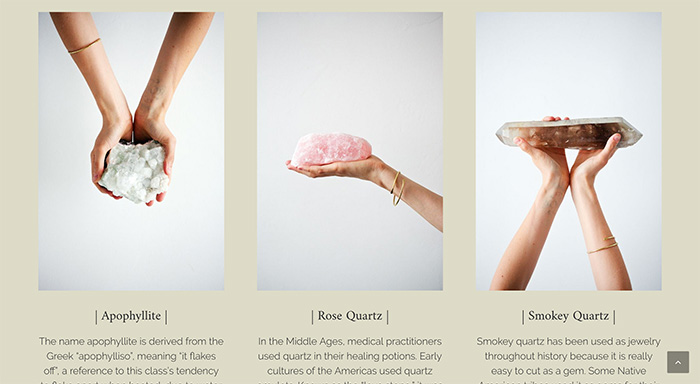 | Apophyllite |
| Rose Quartz |
| Smokey Quartz |
The name apophyllite is derived from the
Greek “apophylliso”, meaning “it flakes
off”, a reference to this class’s tendency
In the Middle Ages, medical practitioners
used quartz in their healing potions. Early
cultures of the Americas used quartz
Smokey quartz has been used as jewelry
throughout history because it is really
easy to cut as a gem. Some Native